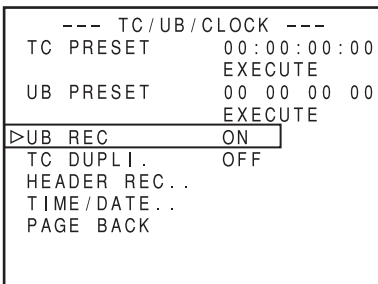 --- TC/UB/CLOCK ---
TC PRESET 00:00:00:00
EXECUTE
UB PRESET 00 00 00 00
EXECUTE
▷UB REC ON
TC DUPLI. OFF
HEADER REC..
TIME/DATE..
PAGE BACK